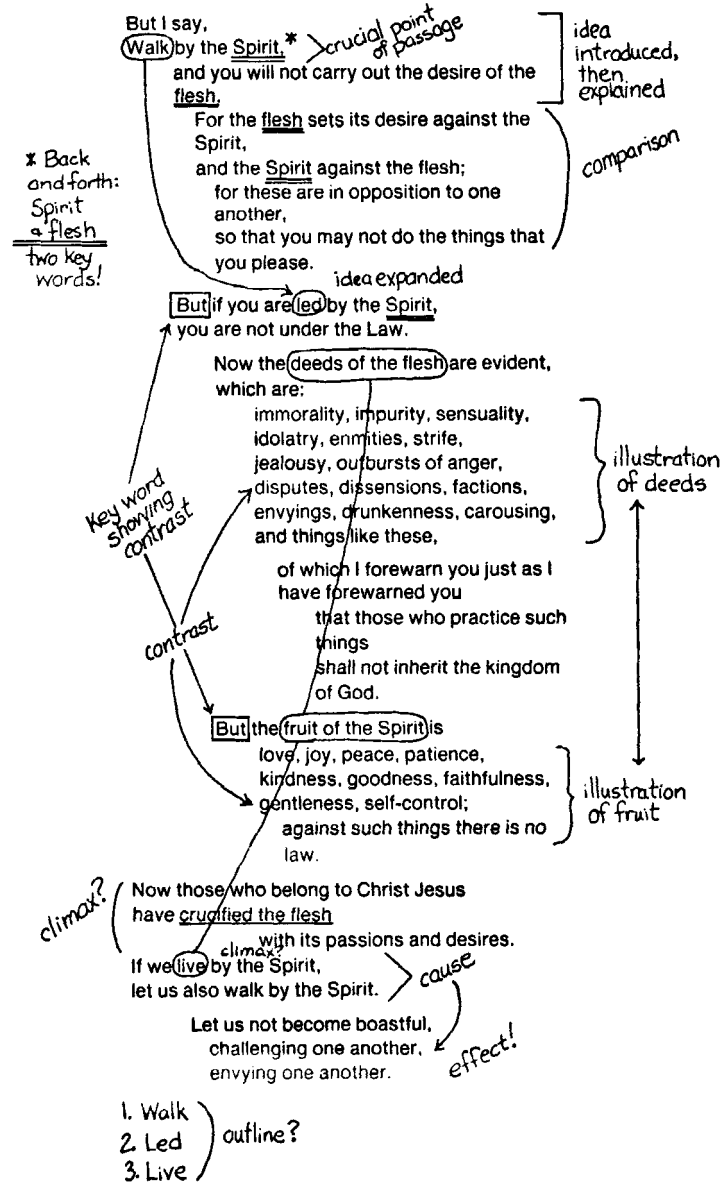 But I say,
Walk by the Spirit,*
crucial point
of passage
and you will not carry out the desire of the
flesh.
idea
introduced,
then
explained
For the flesh sets its desire against the
Spirit,
and the Spirit against the flesh;
for these are in opposition to one
another,
so that you may not do the things that
you please.
comparison
* Back
and forth:
Spirit
& flesh
two key
words!
idea expanded
But if you are led by the Spirit,
you are not under the Law.
Now the deeds of the flesh are evident,
which are:
immorality, impurity, sensuality,
idolatry, enmities, strife,
jealousy, outbursts of anger,
disputes, dissensions, factions,
envyings, drunkenness, carousing,
and things like these,
illustration
of deeds
Key word
showing
contrast
of which I forewarn you just as I
have forewarned you
that those who practice such
things
shall not inherit the kingdom
of God.
contrast
But the fruit of the Spirit is
love, joy, peace, patience,
kindness, goodness, faithfulness,
gentleness, self-control;
against such things there is no
law.
illustration
of fruit
climax?
Now those who belong to Christ Jesus
have crucified the flesh
with its passions and desires.
climax?
If we live by the Spirit,
let us also walk by the Spirit.
cause
Let us not become boastful,
challenging one another,
envying one another.
effect!
1. Walk
2. Led
3. Live
outline?